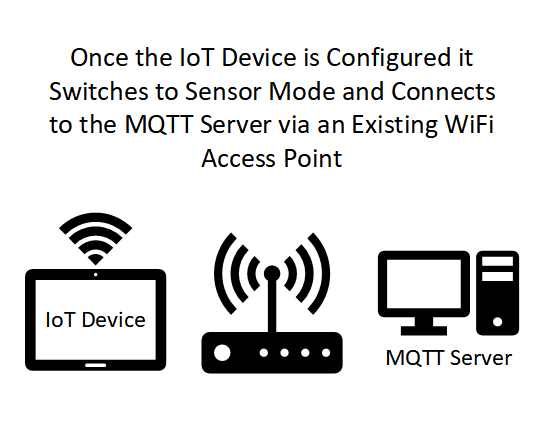 Once the IoT Device is Configured it
Switches to Sensor Mode and Connects
to the MQTT Server via an Existing WiFi
Access Point
IoT Device
MQTT Server